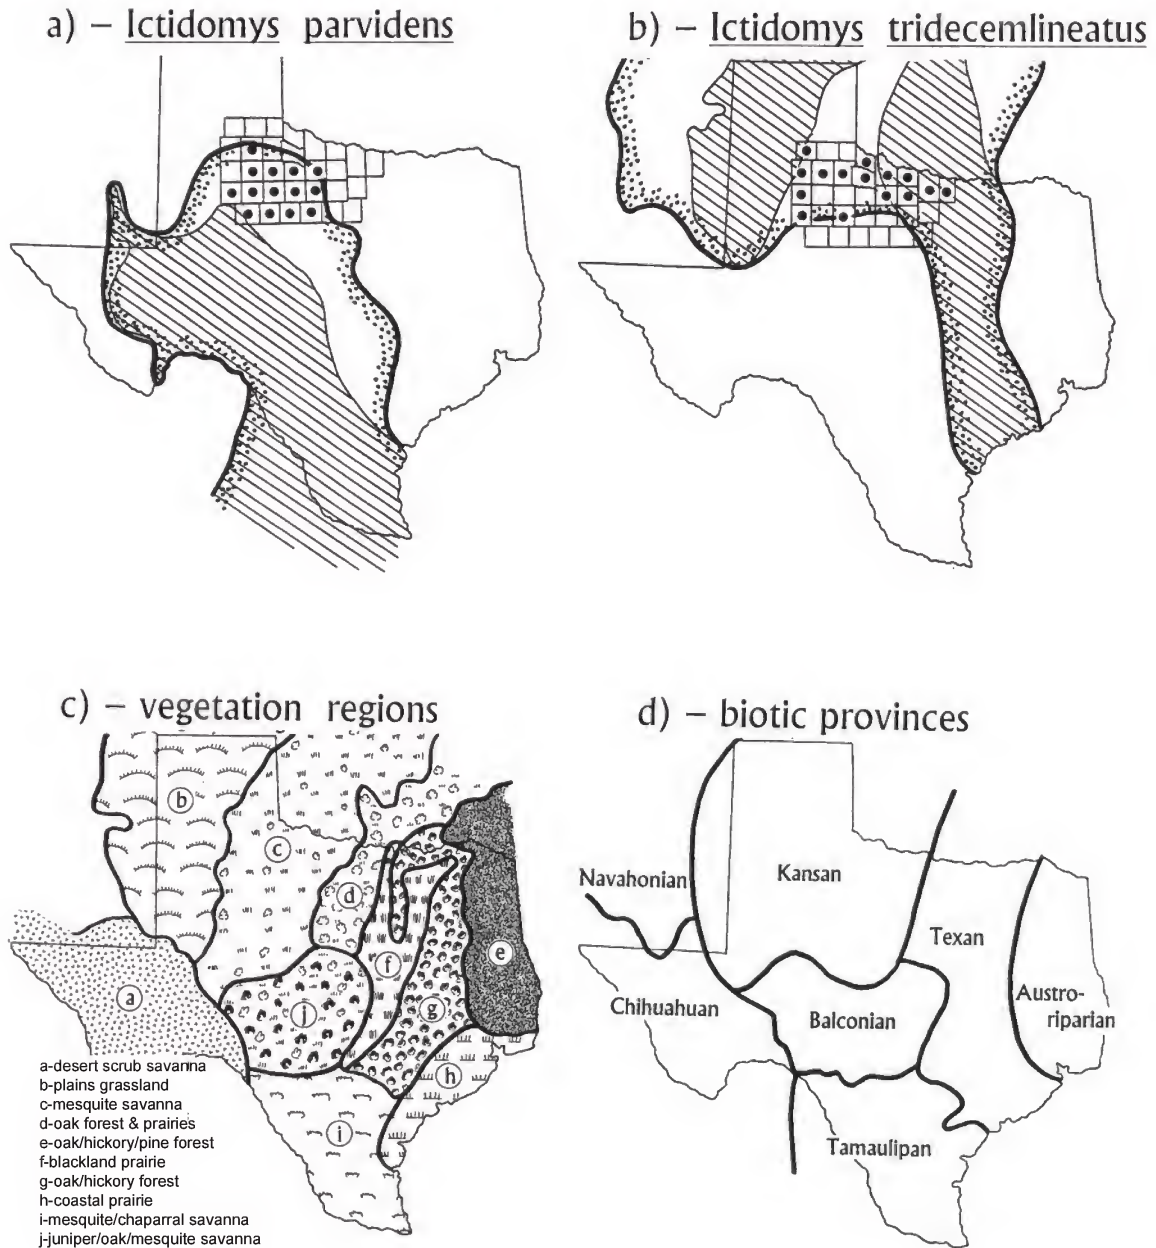 a) – Ictidomys parvidens
b) – Ictidomys tridecemlineatus
c) – vegetation regions
b
c
d
e
f
a
g
j
h
i
a-desert scrub savanna
b-plains grassland
c-mesquite savanna
d-oak forest & prairies
e-oak/hickory/pine forest
f-blackland prairie
g-oak/hickory forest
h-coastal prairie
i-mesquite/chaparral savanna
j-juniper/oak/mesquite savanna
d) – biotic provinces
Navahonian
Kansan
Texan
Chihuahuan
Balconian
Austro-
riparian
Tamaulipan